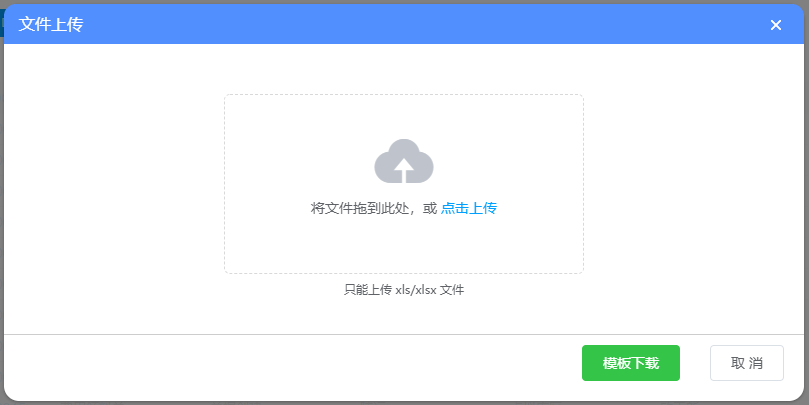 文件上传
将文件拖到此处，或 点击上传
只能上传 xls/xlsx 文件
模板下载
取 消